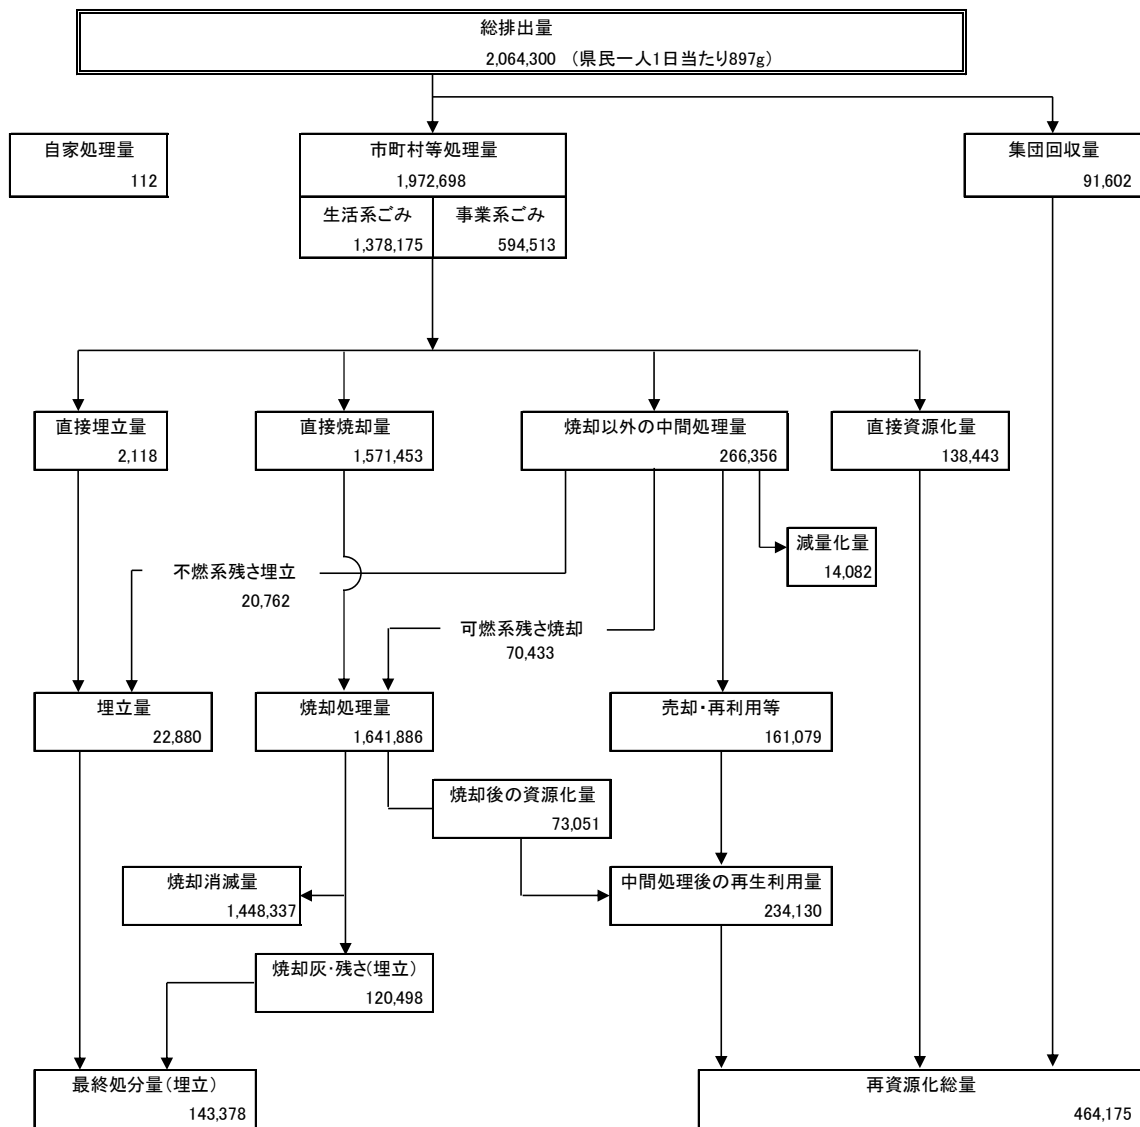 総排出量
2,064,300 （県民一人1日当たり897g）
自家処理量
112
市町村等処理量
1,972,698
集団回収量
91,602
生活系ごみ
1,378,175
事業系ごみ
594,513
直接埋立量
2,118
直接焼却量
1,571,453
焼却以外の中間処理量
266,356
直接資源化量
138,443
減量化量
14,082
不燃系残さ埋立
20,762
可燃系残さ焼却
70,433
埋立量
22,880
焼却処理量
1,641,886
売却・再利用等
161,079
焼却後の資源化量
73,051
焼却消滅量
1,448,337
中間処理後の再生利用量
234,130
焼却灰・残さ（埋立）
120,498
最終処分量（埋立）
143,378
再資源化総量
464,175